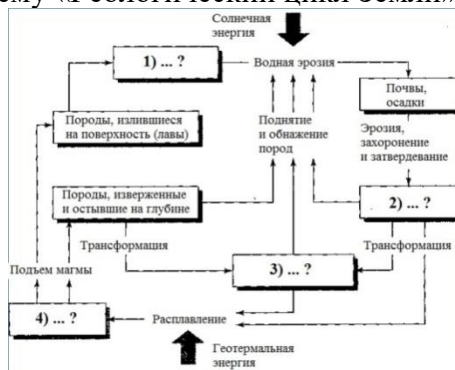 ему «Геологический цикл Земли»
Солнечная
энергия
1) ... ?
Водная эрозия
Почвы,
осадки
Породы, излившиеся
на поверхность (лавы)
Поднятие
и обнажение
пород
Эрозия,
захоронение
и затвердевание
Породы, изверженные
и остывшие на глубине
2) ... ?
Трансформация
Трансформация
Подъем магмы
3) ... ?
4) ... ?
Расплавление
Геотермальная
энергия